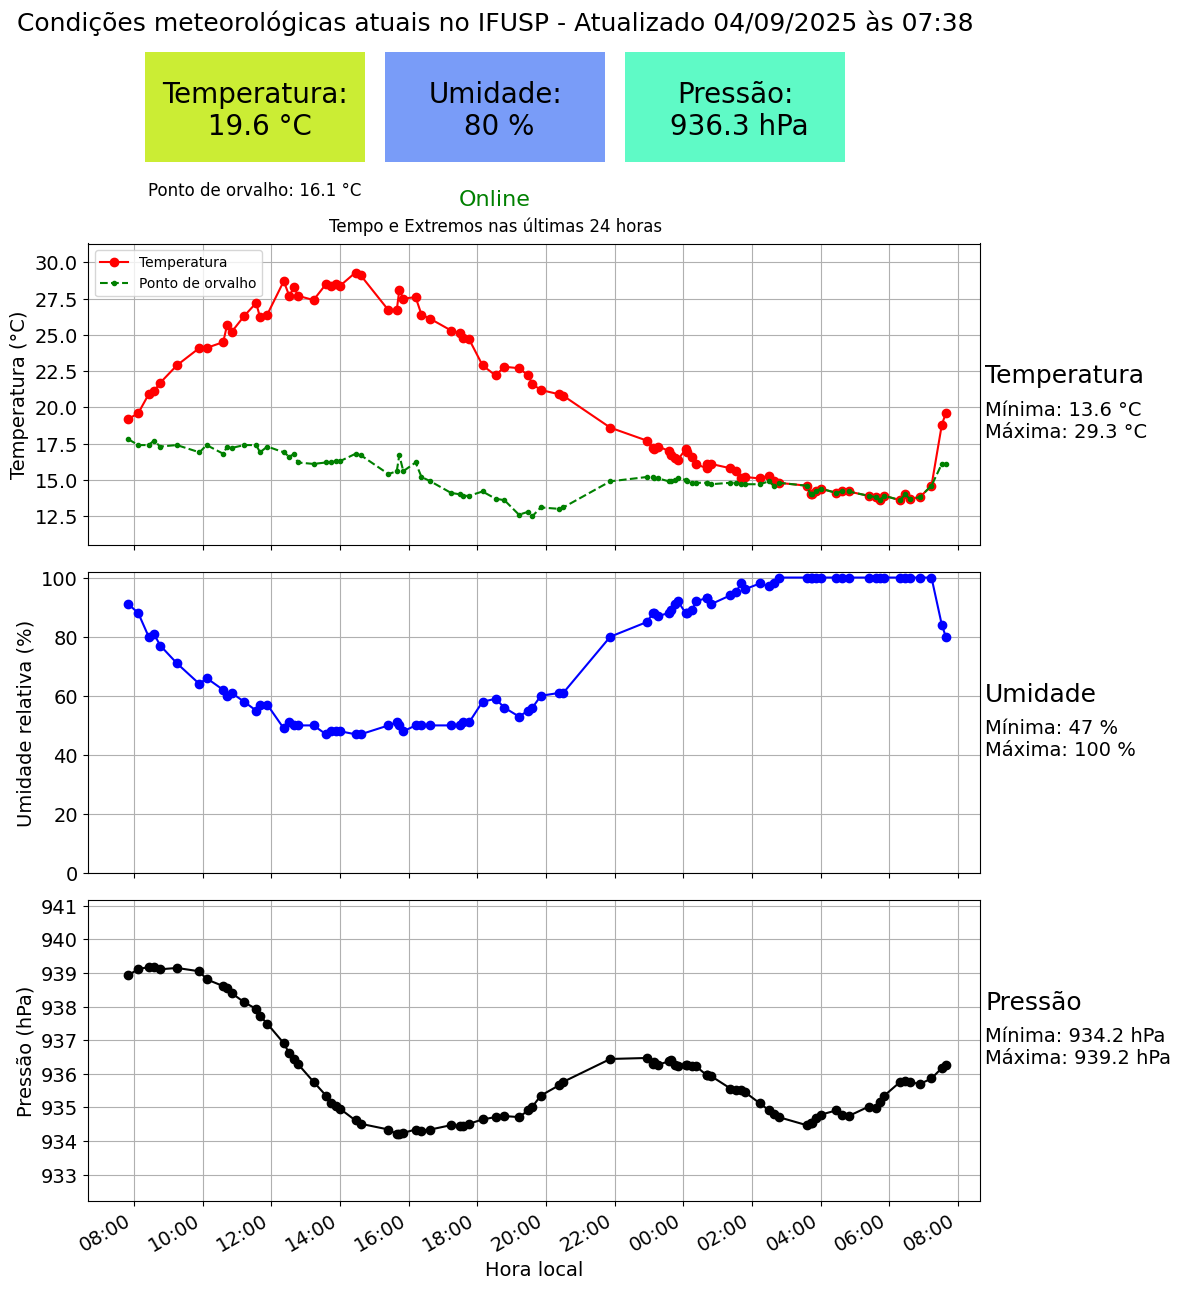 Condições meteorológicas atuais no IFUSP - Atualizado 04/09/2025 às 07:38
Temperatura:
19.6 °C
Umidade:
80 %
Pressão:
936.3 hPa
Ponto de orvalho: 16.1 °C
Online
Tempo e Extremos nas últimas 24 horas
Temperatura (°C)
30.0
27.5
25.0
22.5
20.0
17.5
15.0
12.5
Temperatura
Ponto de orvalho
Temperatura
Mínima: 13.6 °C
Máxima: 29.3 °C
Umidade relativa (%)
100
80
60
40
20
0
Umidade
Mínima: 47 %
Máxima: 100 %
Pressão (hPa)
941
940
939
938
937
936
935
934
933
Pressão
Mínima: 934.2 hPa
Máxima: 939.2 hPa
08:00
10:00
12:00
14:00
16:00
18:00
20:00
22:00
00:00
02:00
04:00
06:00
08:00
Hora local